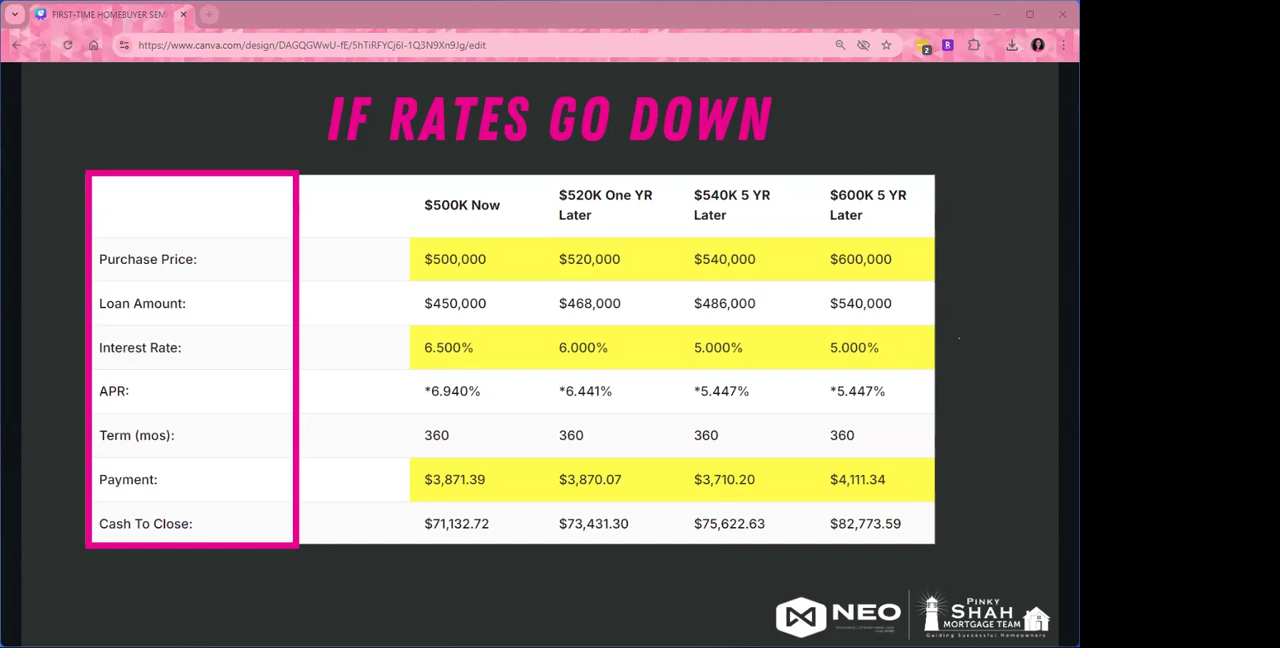 FIRST-TIME HOMEBUYER SEM
https://www.canva.com/design/DAGQGWwU-fE/5hTiRFYCj6I-1Q3N9Xn9Jg/edit
2
R
IF RATES GO DOWN
$500K Now $520K One YR Later $540K 5 YR Later $600K 5 YR Later
Purchase Price: $500,000 $520,000 $540,000 $600,000
Loan Amount: $450,000 $468,000 $486,000 $540,000
Interest Rate: 6.500% 6.000% 5.000% 5.000%
APR: *6.940% *6.441% *5.447% *5.447%
Term (mos): 360 360 360 360
Payment: $3,871.39 $3,870.07 $3,710.20 $4,111.34
Cash To Close: $71,132.72 $73,431.30 $75,622.63 $82,773.59
NEO
PINKY
SHAH
MORTGAGE TEAM
Guiding Successful Homeowners